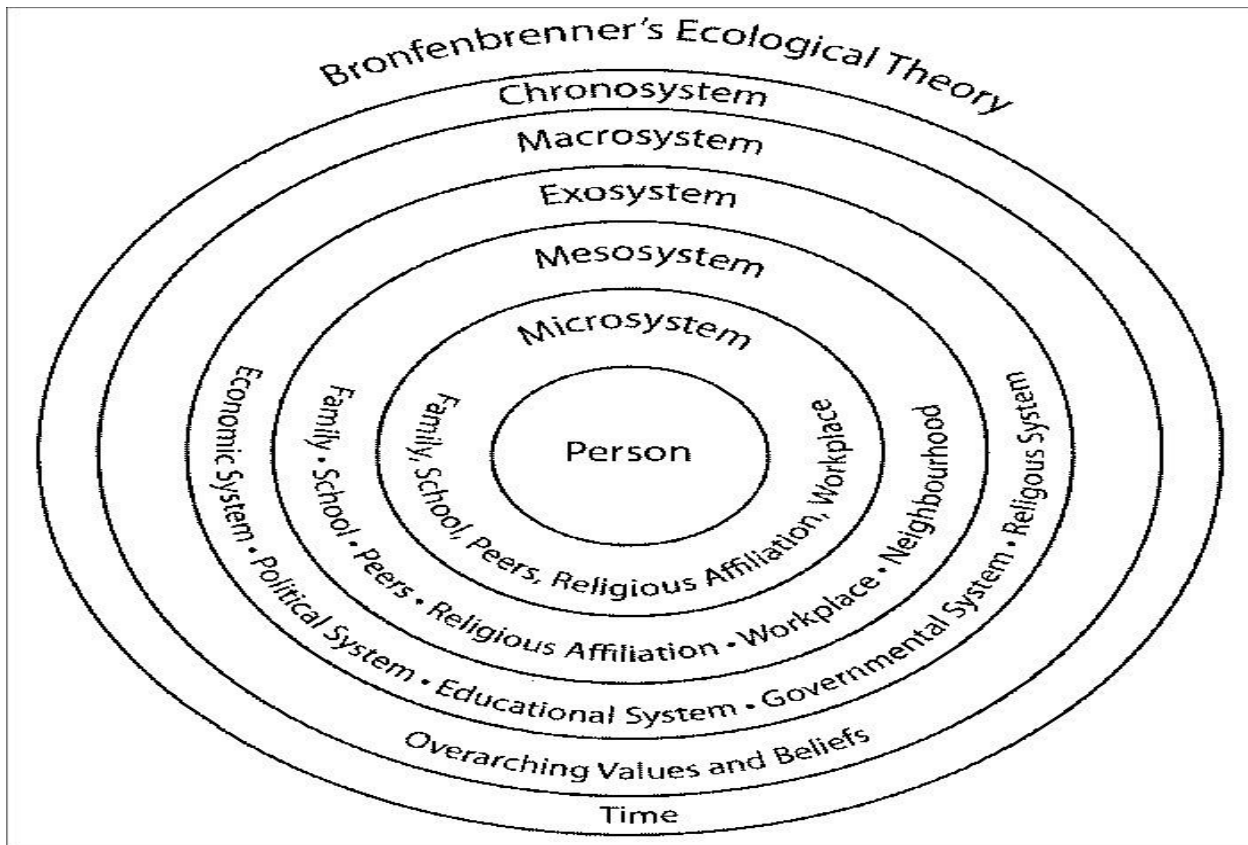 Bronfenbrenner's Ecological Theory
Chronosystem
Macrosystem
Exosystem
Mesosystem
Microsystem
Person
Family, School, Peers, Religious Affiliation, Workplace
Family • School • Peers • Religious Affiliation • Workplace • Neighbourhood
Economic System • Political System • Educational System • Governmental System • Religous System
Overarching Values and Beliefs
Time